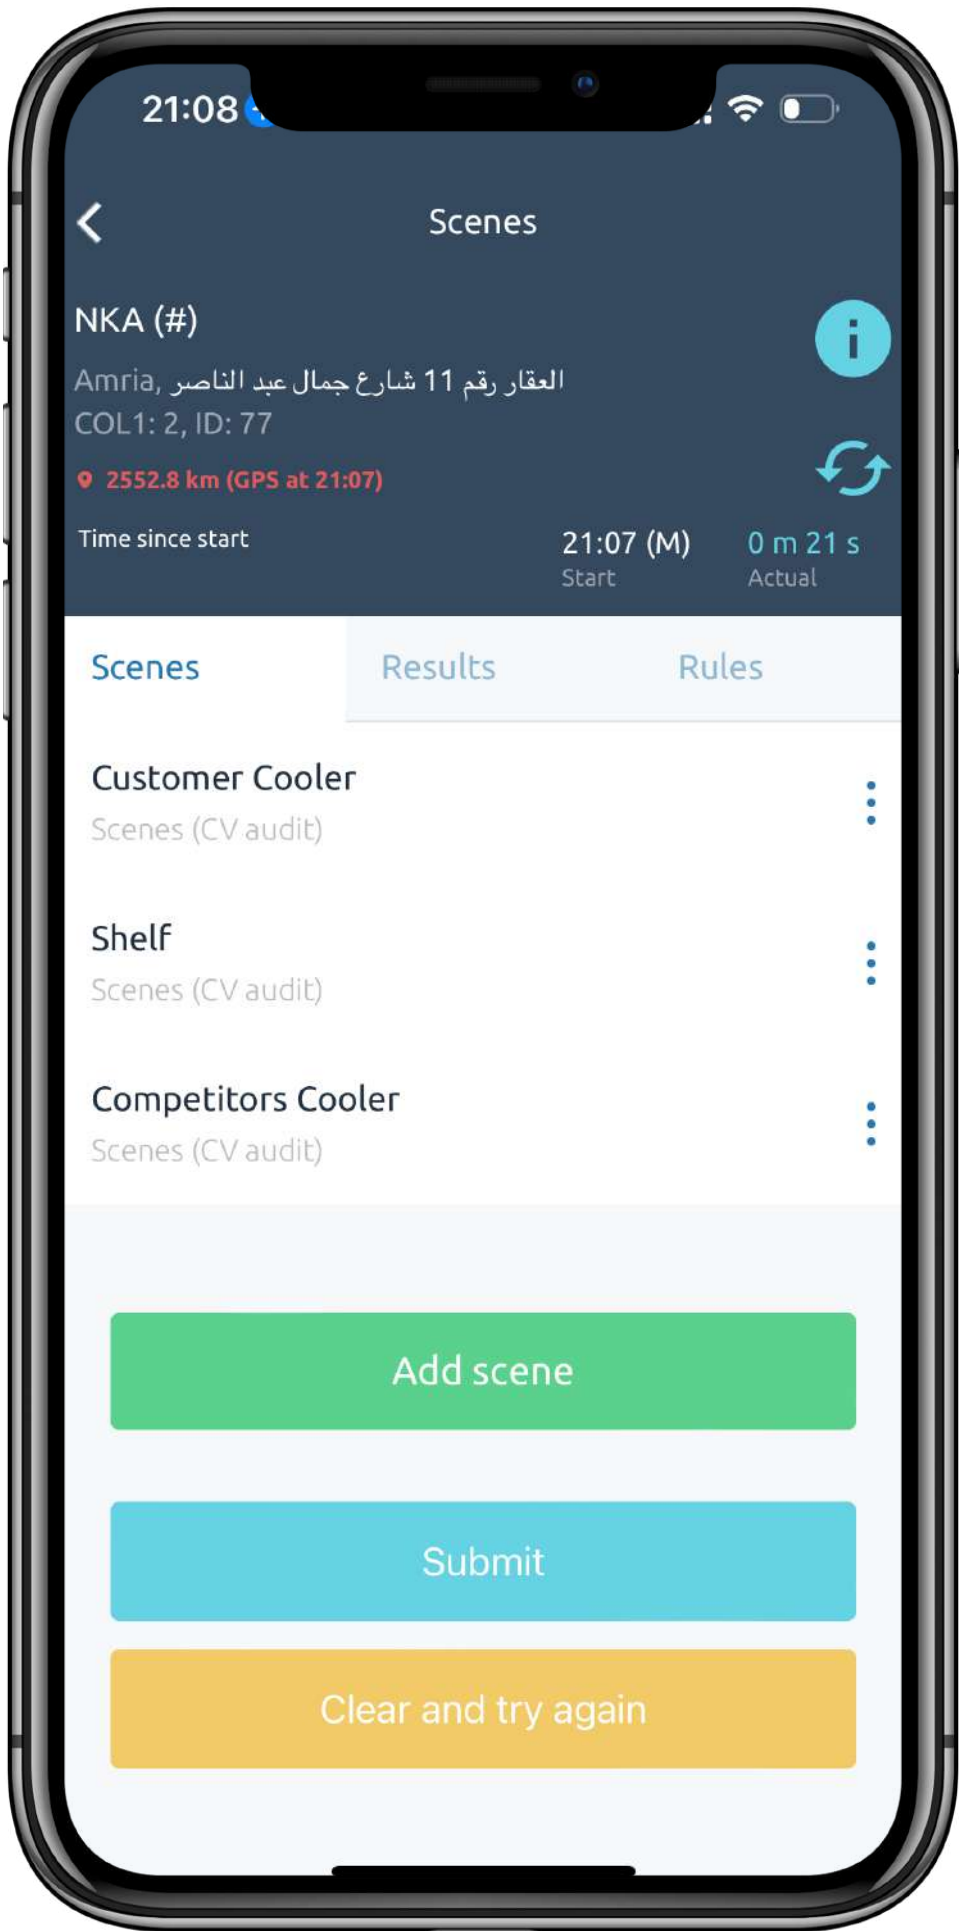 21:08
Scenes
NKA (#)
Amria, العقار رقم 11 شارع جمال عبد الناصر
COL1: 2, ID: 77
2552.8 km (GPS at 21:07)
Time since start
21:07 (M) 0 m 21 s
Start Actual
Scenes Results Rules
Customer Cooler
Scenes (CV audit)
Shelf
Scenes (CV audit)
Competitors Cooler
Scenes (CV audit)
Add scene
Submit
Clear and try again